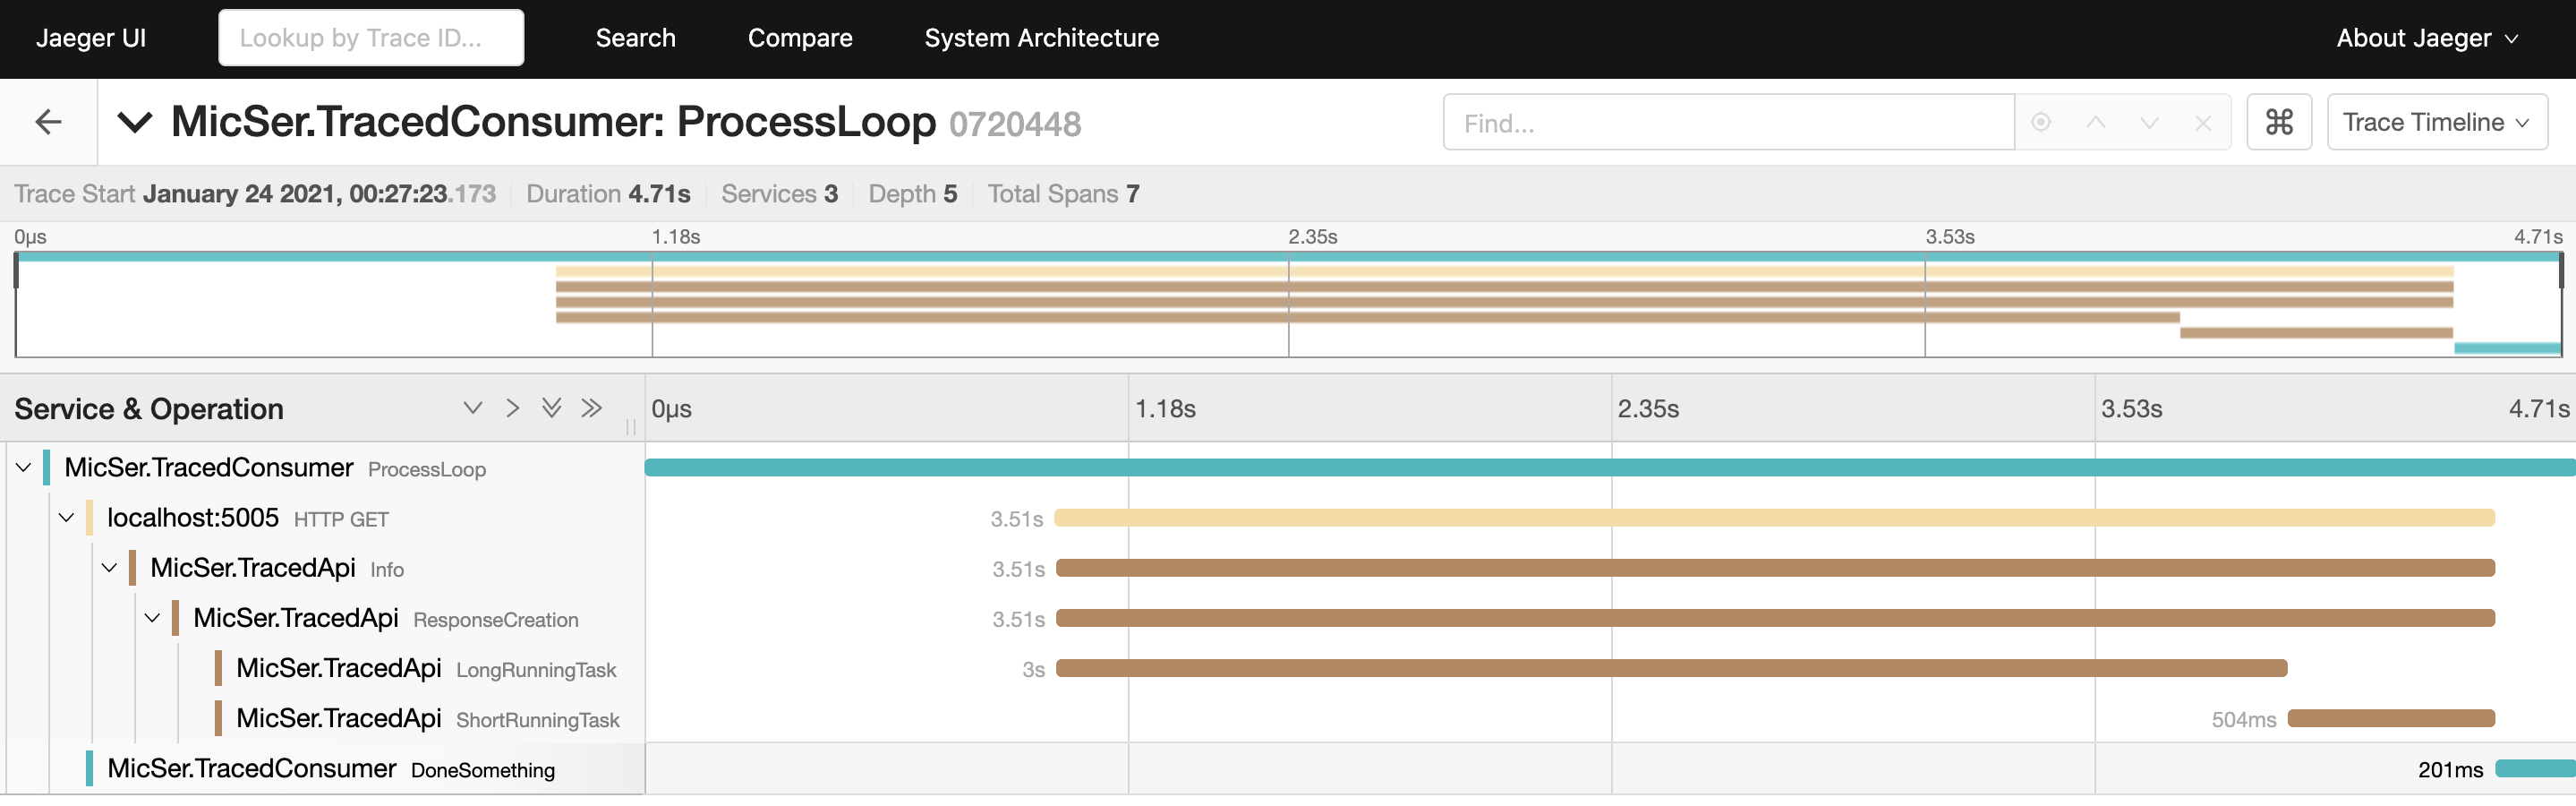 Jaeger UI Lookup by Trace ID... Search Compare System Architecture About Jaeger
MicSer.TracedConsumer: ProcessLoop 0720448 Find... ⌘ Trace Timeline
Trace Start January 24 2021, 00:27:23.173 Duration 4.71s Services 3 Depth 5 Total Spans 7
0μs 1.18s 2.35s 3.53s 4.71s
Service & Operation 0μs 1.18s 2.35s 3.53s 4.71s
MicSer.TracedConsumer ProcessLoop
localhost:5005 HTTP GET 3.51s
MicSer.TracedApi Info 3.51s
MicSer.TracedApi ResponseCreation 3.51s
MicSer.TracedApi LongRunningTask 3s
MicSer.TracedApi ShortRunningTask 504ms
MicSer.TracedConsumer DoneSomething 201ms